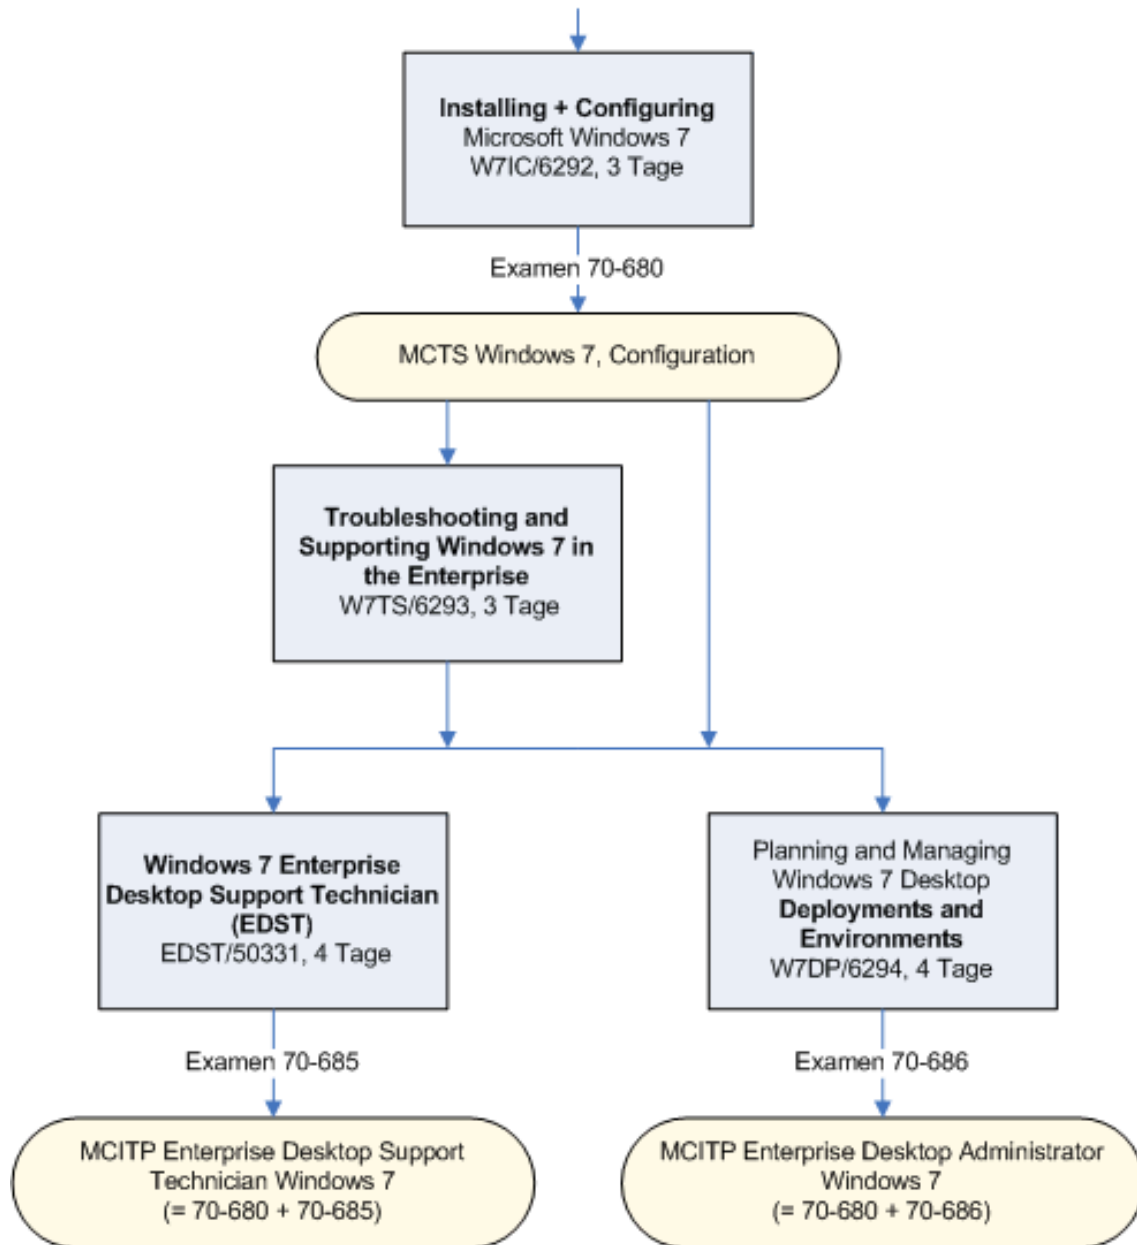 Installing + Configuring
Microsoft Windows 7
W7IC/6292, 3 Tage
Examen 70-680
MCTS Windows 7, Configuration
Troubleshooting and
Supporting Windows 7 in
the Enterprise
W7TS/6293, 3 Tage
Windows 7 Enterprise
Desktop Support Technician
(EDST)
EDST/50331, 4 Tage
Planning and Managing
Windows 7 Desktop
Deployments and
Environments
W7DP/6294, 4 Tage
Examen 70-685
Examen 70-686
MCITP Enterprise Desktop Support
Technician Windows 7
(= 70-680 + 70-685)
MCITP Enterprise Desktop Administrator
Windows 7
(= 70-680 + 70-686)